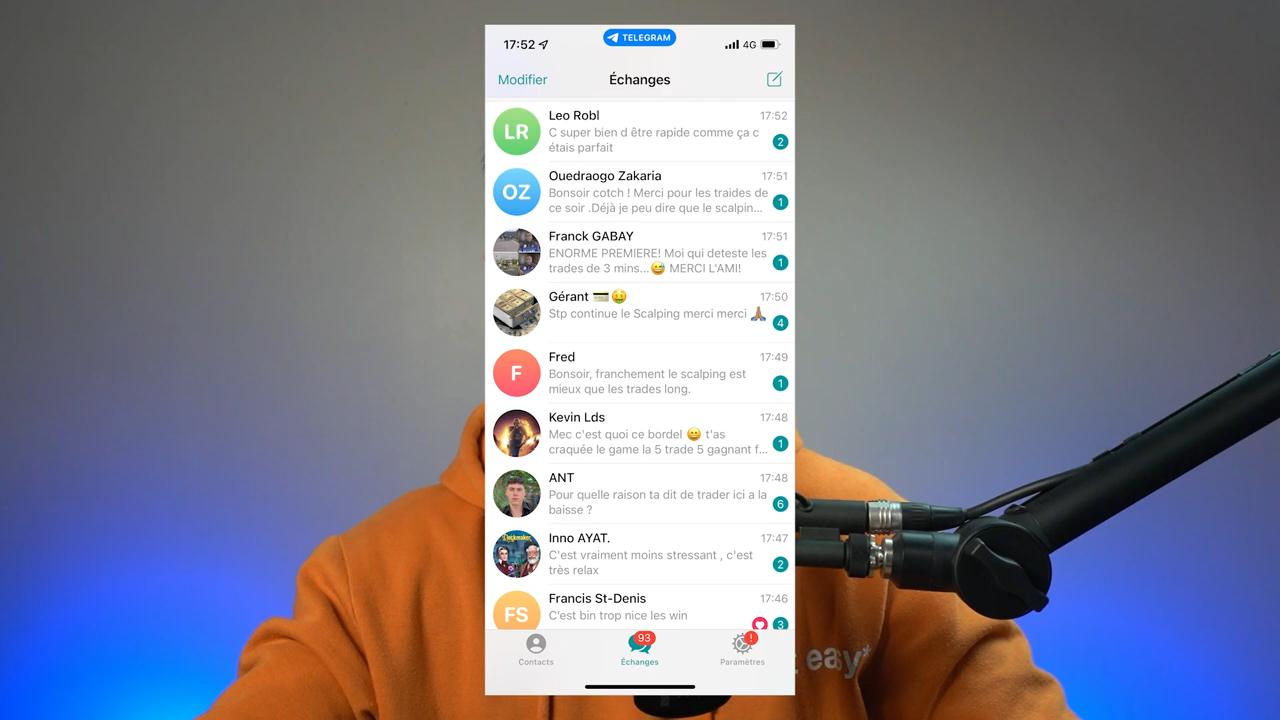 17:52
TELEGRAM
4G
Modifier
Échanges
LR
Leo Robl
17:52
C super bien d être rapide comme ça c
étais parfait
2
OZ
Ouedraogo Zakaria
17:51
Bonsoir cotch ! Merci pour les traides de
ce soir .Déjà je peu dire que le scalpin...
1
Franck GABAY
17:51
ENORME PREMIERE! Moi qui deteste les
trades de 3 mins...😅 MERCI L'AMI!
1
Gérant 💳🤑
17:50
Stp continue le Scalping merci merci 🙏🏽
4
F
Fred
17:49
Bonsoir, franchement le scalping est
mieux que les trades long.
1
Kevin Lds
17:48
Mec c'est quoi ce bordel 😄 t'as
craquée le game la 5 trade 5 gagnant f...
1
ANT
17:48
Pour quelle raison ta dit de trader ici a la
baisse ?
6
Inno AYAT.
17:47
C'est vraiment moins stressant , c'est
très relax
2
FS
Francis St-Denis
17:46
C'est bin trop nice les win
3
Contacts
93
Échanges
!
Paramètres
easy*